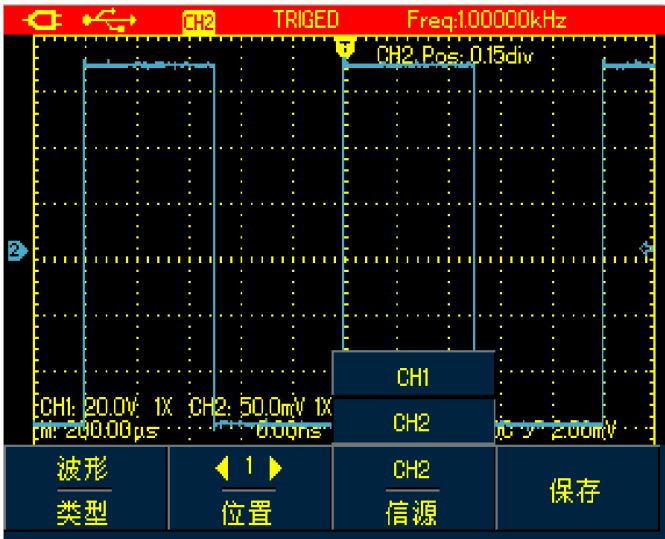 CH2 TRIGED Freq:1.00000kHz
T
CH2 Pos: 0.15div
2
CH1
CH1: 20.0V 1X CH2: 50.0mV 1X
CH2
m: 200.00μs 0.00ns 2.00mV
波形 1 CH2 保存
类型 位置 信源